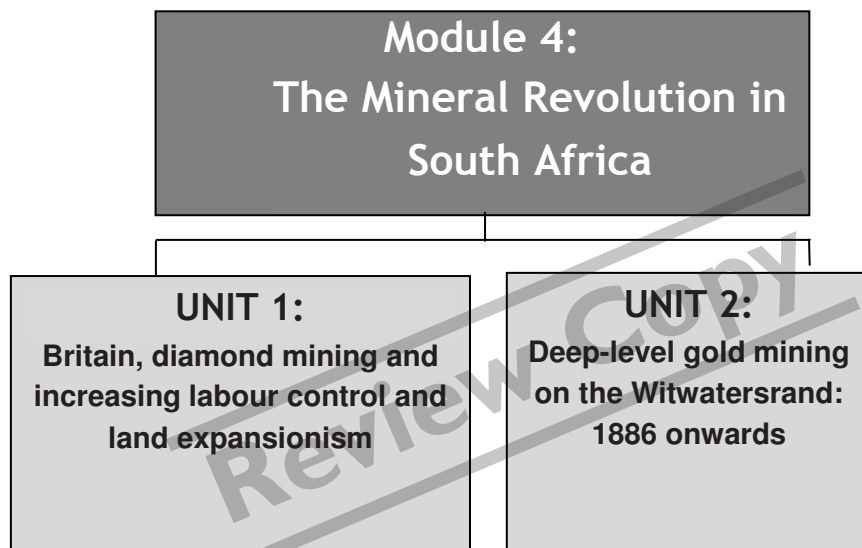 Module 4:
The Mineral Revolution in
South Africa
UNIT 1:
Britain, diamond mining and
increasing labour control and
land expansionism
UNIT 2:
Deep-level gold mining
on the Witwatersrand:
1886 onwards
Review Copy